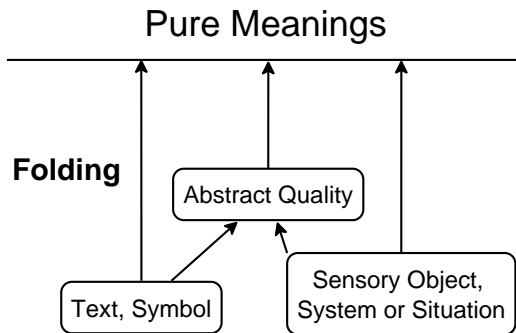 Pure Meanings
Folding
Abstract Quality
Text, Symbol
Sensory Object,
System or Situation